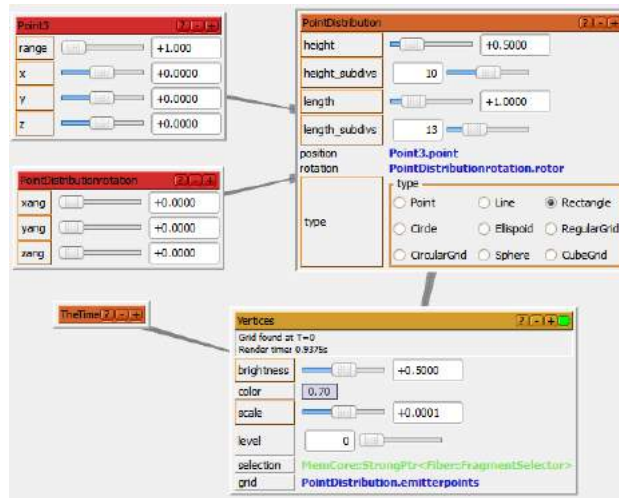 Point3 ? - +
range +1.000
x +0.0000
y +0.0000
z +0.0000
PointDistribution ? - +
height +0.5000
height_subdivs 10
length +1.0000
length_subdivs 13
position Point3.point
rotation PointDistributionrotation.rotor
type
type
Point Line Rectangle
Circle Ellispoid RegularGrid
CircularGrid Sphere CubeGrid
PointDistributionrotation ? - +
xang +0.0000
yang +0.0000
zang +0.0000
TheTime ? - +
Vertices ? - +
Grid found at T=0
Render time: 0.9375s
brightness +0.5000
color 0.70
scale +0.0001
level 0
selection MemCore::StrongPtr<Fiber::FragmentSelector>
grid PointDistribution.emitterpoints